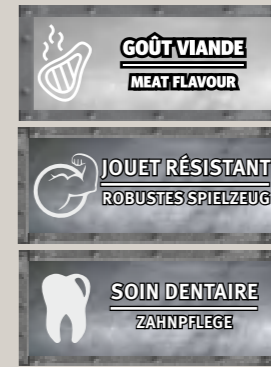 GOÛT VIANDE
MEAT FLAVOUR
JOUET RÉSISTANT
ROBUSTES SPIELZEUG
SOIN DENTAIRE
ZAHNPFLEGE